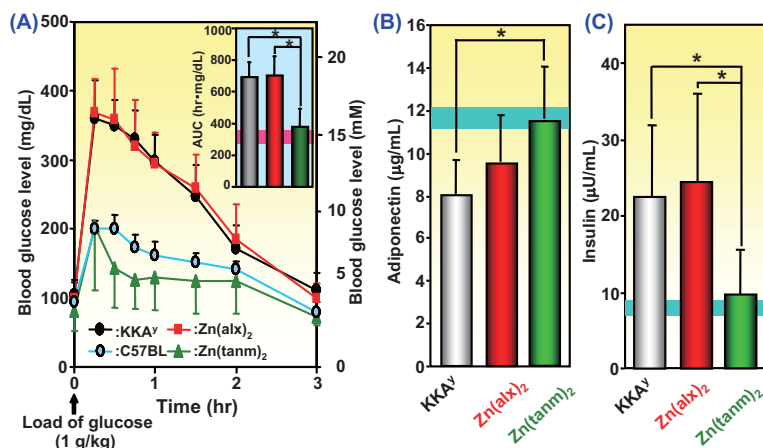 (A)
Blood glucose level (mg/dL)
500
400
300
200
100
0
0
1
2
3
Time (hr)
Load of glucose
(1 g/kg)
:KKAʸ
:Zn(alx)₂
:C57BL
:Zn(tanm)₂
AUC (hr·mg/dL)
1000
800
600
400
200
0
*
*
20
15
10
5
0
Blood glucose level (mM)
(B)
Adiponectin (µg/mL)
16
14
12
10
8
6
4
2
0
*
KKAʸ
Zn(alx)₂
Zn(tanm)₂
(C)
Insulin (µU/mL)
40
30
20
10
0
*
*
KKAʸ
Zn(alx)₂
Zn(tanm)₂